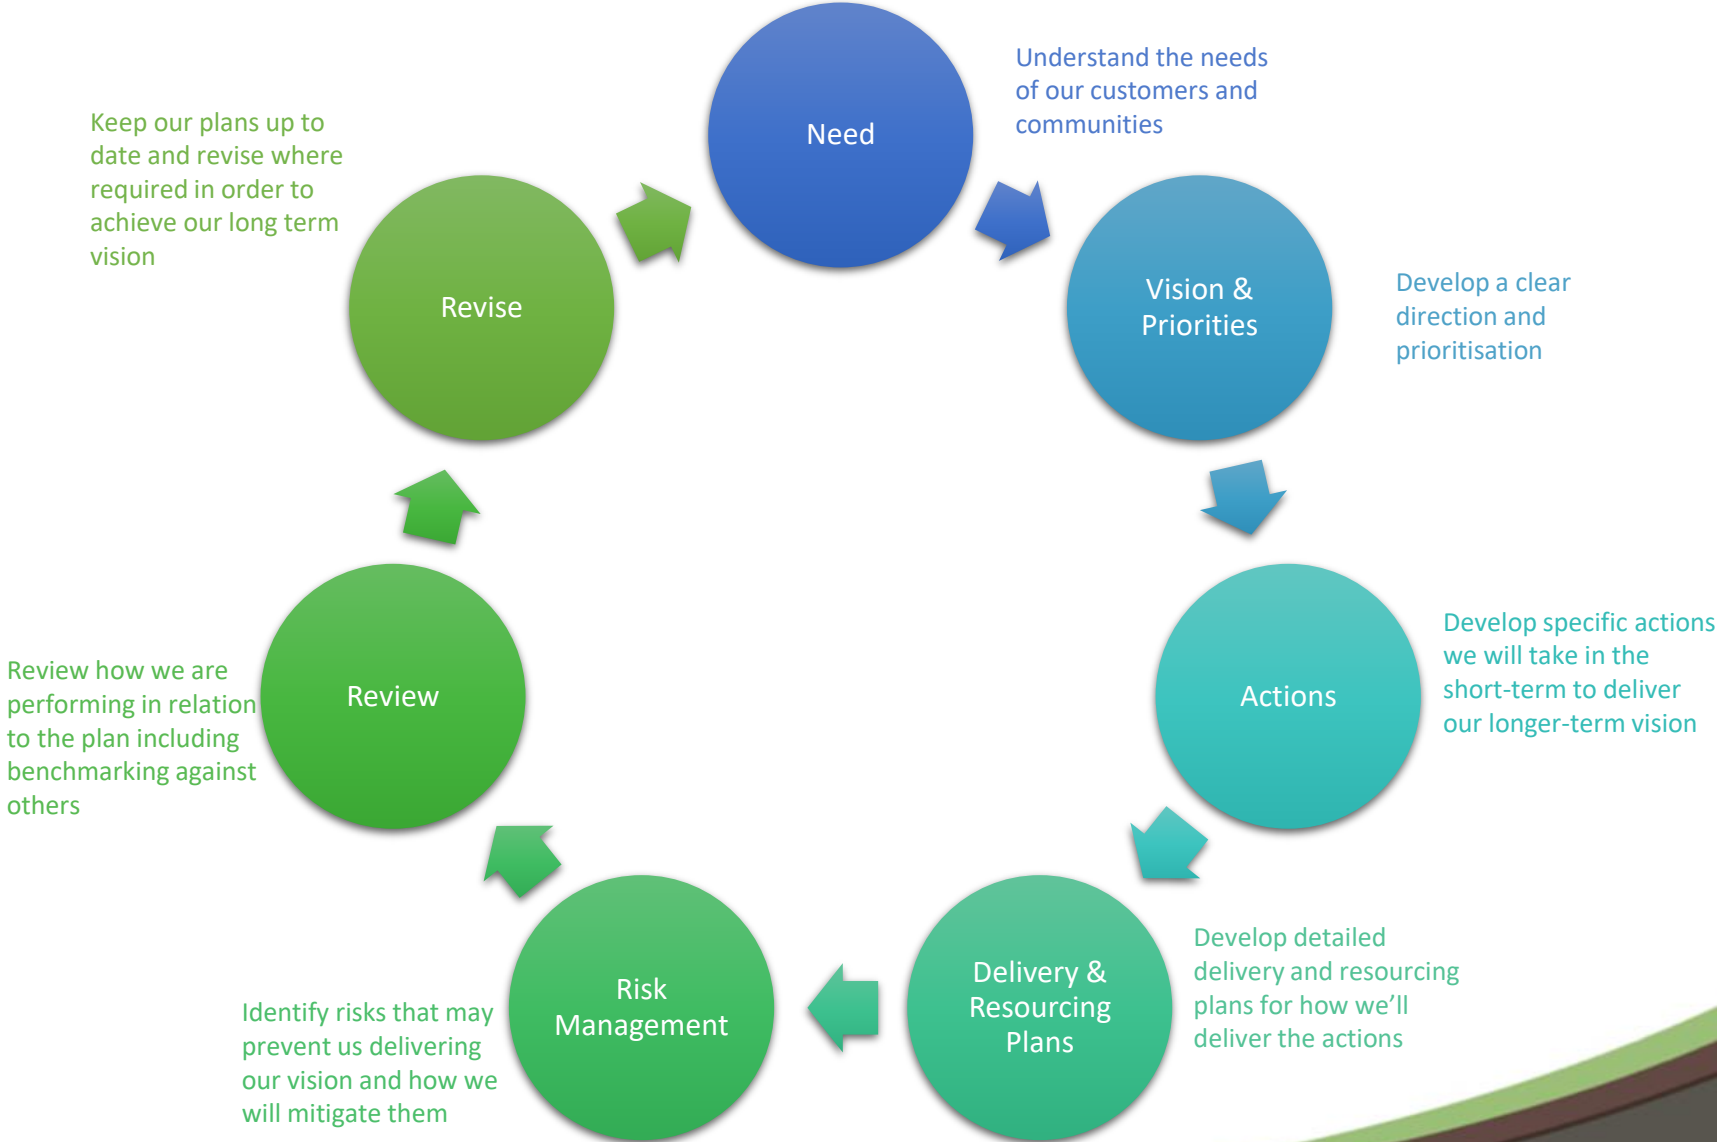 Need
Understand the needs
of our customers and
communities
Vision &
Priorities
Develop a clear
direction and
prioritisation
Actions
Develop specific actions
we will take in the
short-term to deliver
our longer-term vision
Delivery &
Resourcing
Plans
Develop detailed
delivery and resourcing
plans for how we’ll
deliver the actions
Risk
Management
Identify risks that may
prevent us delivering
our vision and how we
will mitigate them
Review
Review how we are
performing in relation
to the plan including
benchmarking against
others
Revise
Keep our plans up to
date and revise where
required in order to
achieve our long term
vision